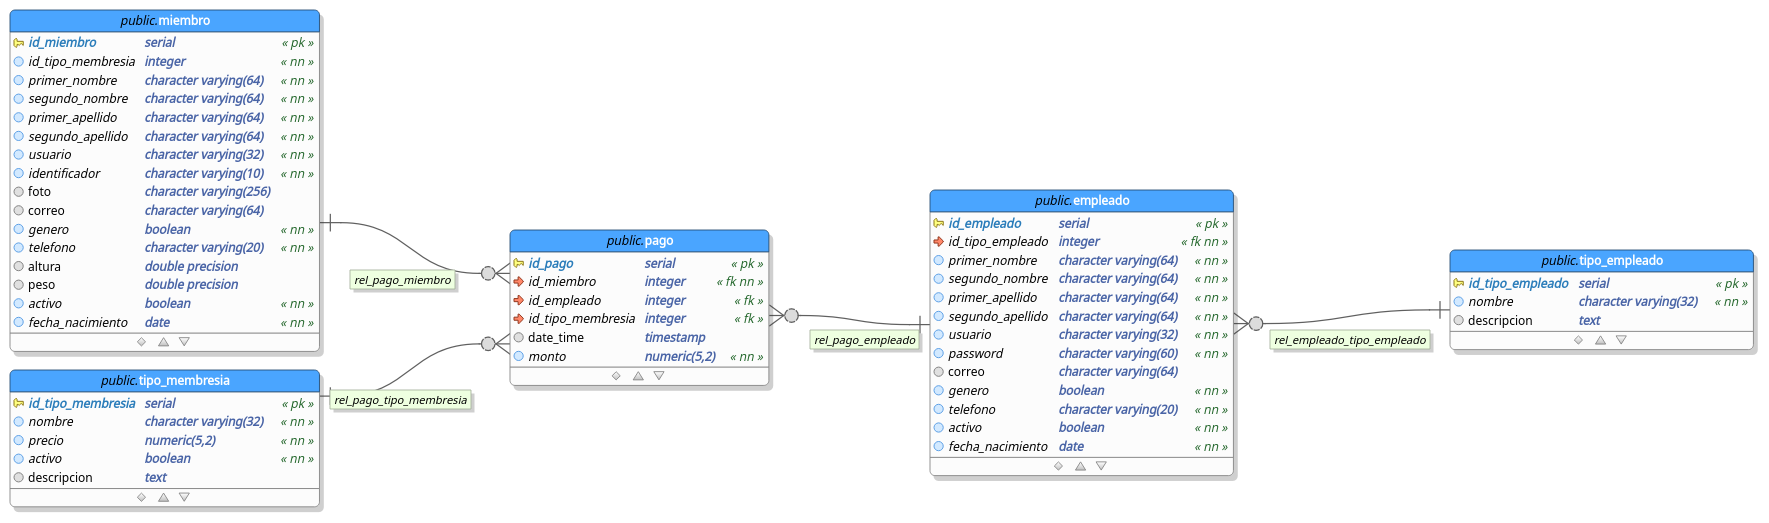 public.miembro
id_miembro serial « pk »
id_tipo_membresia integer « nn »
primer_nombre character varying(64) « nn »
segundo_nombre character varying(64) « nn »
primer_apellido character varying(64) « nn »
segundo_apellido character varying(64) « nn »
usuario character varying(32) « nn »
identificador character varying(10) « nn »
foto character varying(256)
correo character varying(64)
genero boolean « nn »
telefono character varying(20) « nn »
altura double precision
peso double precision
activo boolean « nn »
fecha_nacimiento date « nn »
public.tipo_membresia
id_tipo_membresia serial « pk »
nombre character varying(32) « nn »
precio numeric(5,2) « nn »
activo boolean « nn »
descripcion text
rel_pago_miembro
rel_pago_tipo_membresia
public.pago
id_pago serial « pk »
id_miembro integer « fk nn »
id_empleado integer « fk »
id_tipo_membresia integer « fk »
date_time timestamp
monto numeric(5,2) « nn »
rel_pago_empleado
public.empleado
id_empleado serial « pk »
id_tipo_empleado integer « fk nn »
primer_nombre character varying(64) « nn »
segundo_nombre character varying(64) « nn »
primer_apellido character varying(64) « nn »
segundo_apellido character varying(64) « nn »
usuario character varying(32) « nn »
password character varying(60) « nn »
correo character varying(64)
genero boolean « nn »
telefono character varying(20) « nn »
activo boolean « nn »
fecha_nacimiento date « nn »
rel_empleado_tipo_empleado
public.tipo_empleado
id_tipo_empleado serial « pk »
nombre character varying(32) « nn »
descripcion text